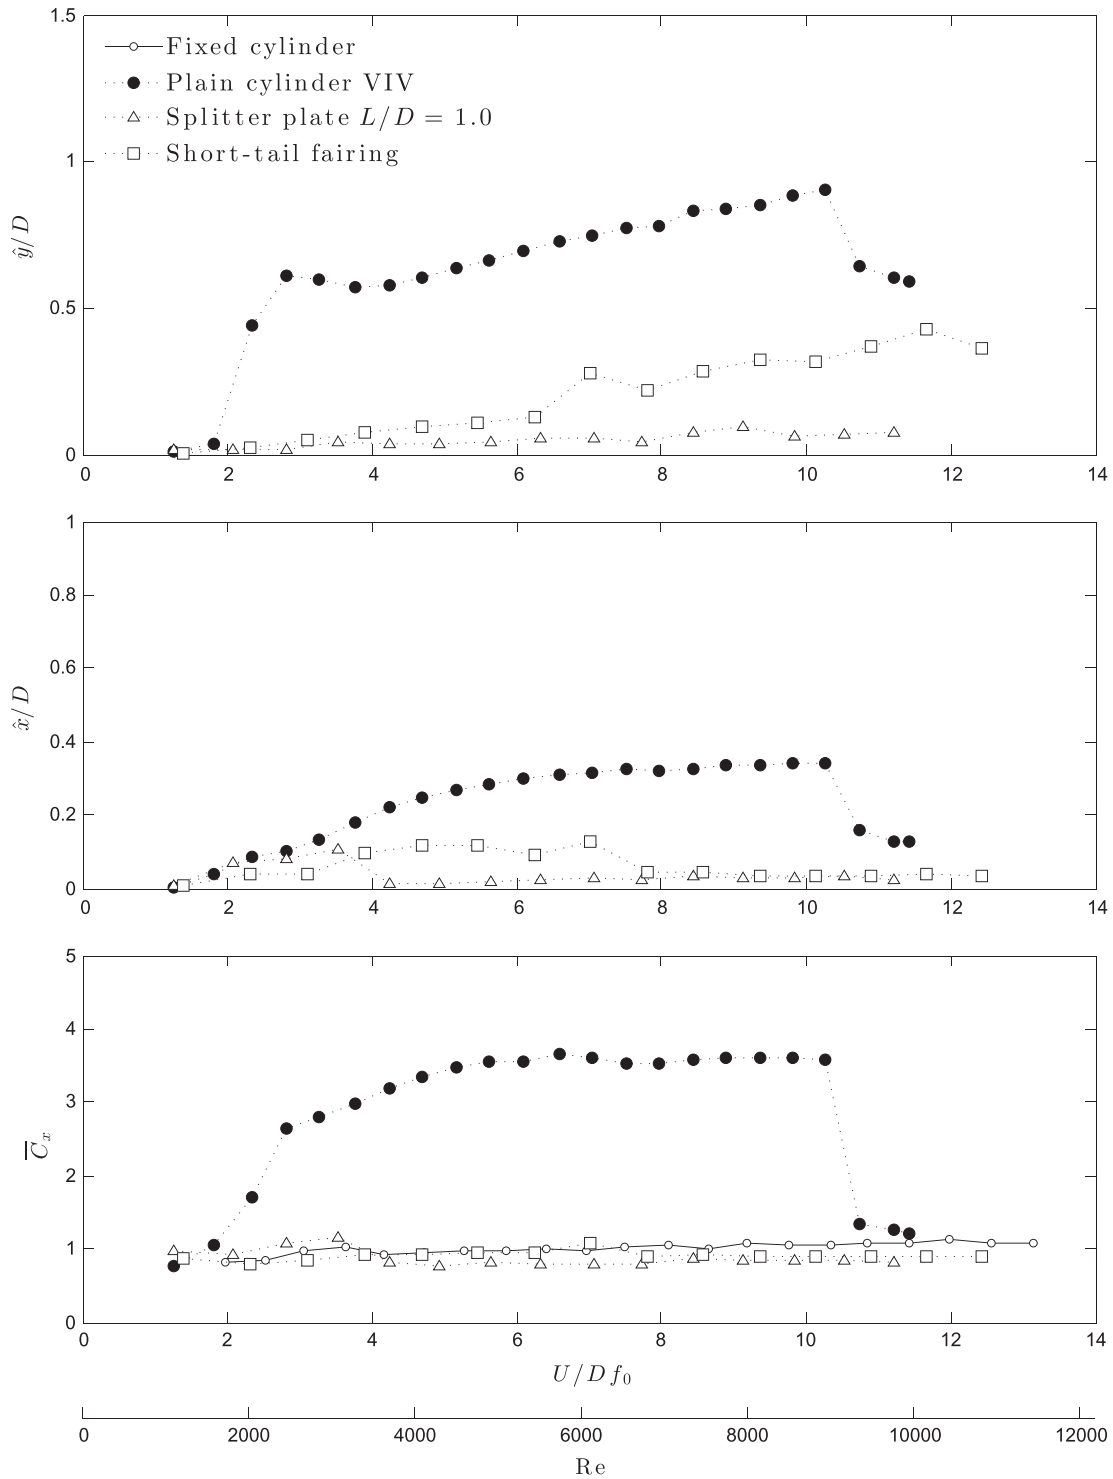 1.5
Fixed cylinder
Plain cylinder VIV
Splitter plate L/D = 1.0
Short-tail fairing
1
ŷ/D
0.5
0
0 2 4 6 8 10 12 14
1
0.8
0.6
x̂/D
0.4
0.2
0
0 2 4 6 8 10 12 14
5
4
3
C̅ₓ
2
1
0
0 2 4 6 8 10 12 14
U/Df₀
0 2000 4000 6000 8000 10000 12000
Re